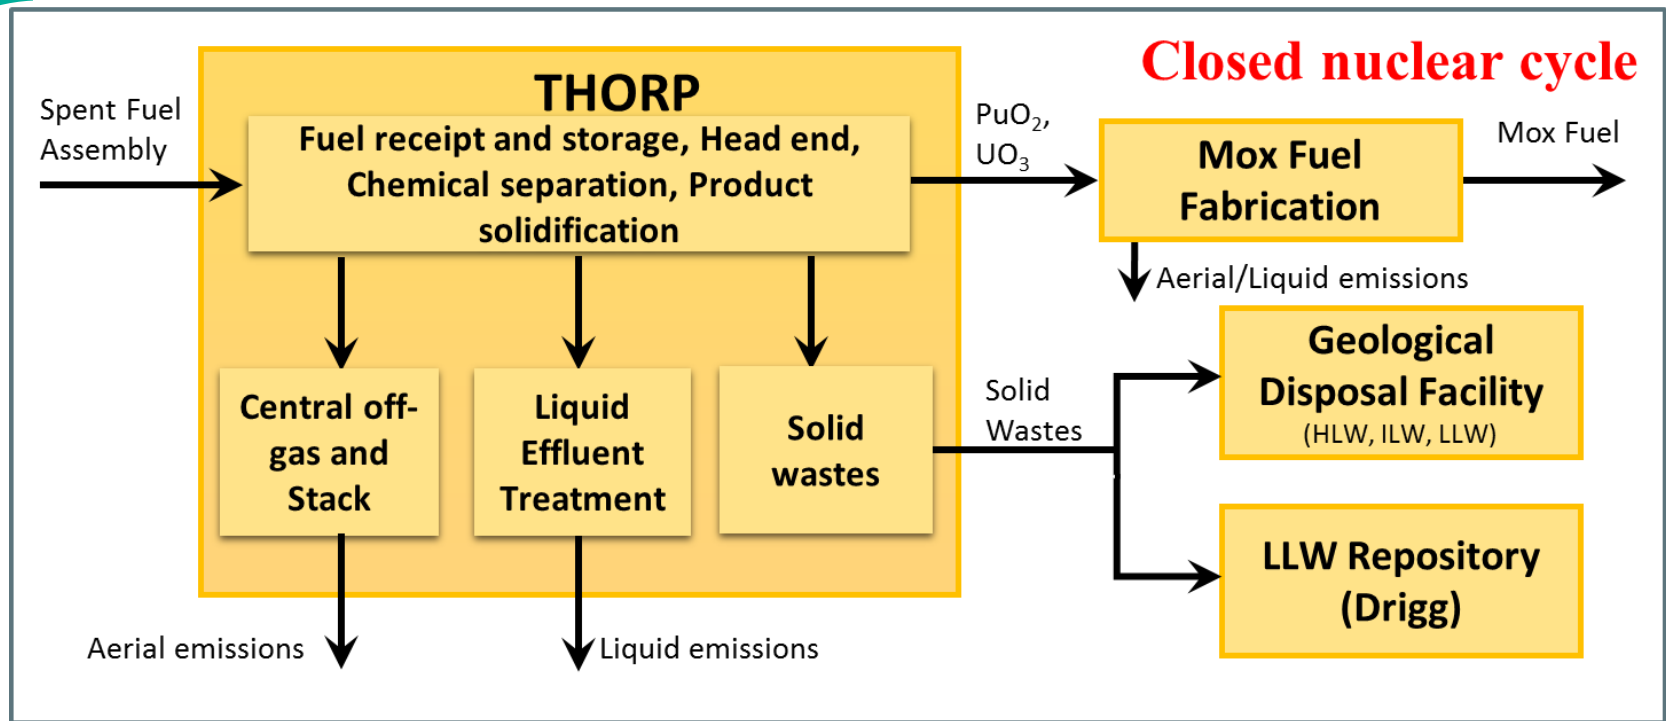 Closed nuclear cycle
THORP
Spent Fuel
Assembly
Fuel receipt and storage, Head end,
Chemical separation, Product
solidification
PuO₂,
UO₃
Mox Fuel
Fabrication
Mox Fuel
Aerial/Liquid emissions
Central off-
gas and
Stack
Liquid
Effluent
Treatment
Solid
wastes
Solid
Wastes
Geological
Disposal Facility
(HLW, ILW, LLW)
LLW Repository
(Drigg)
Aerial emissions
Liquid emissions